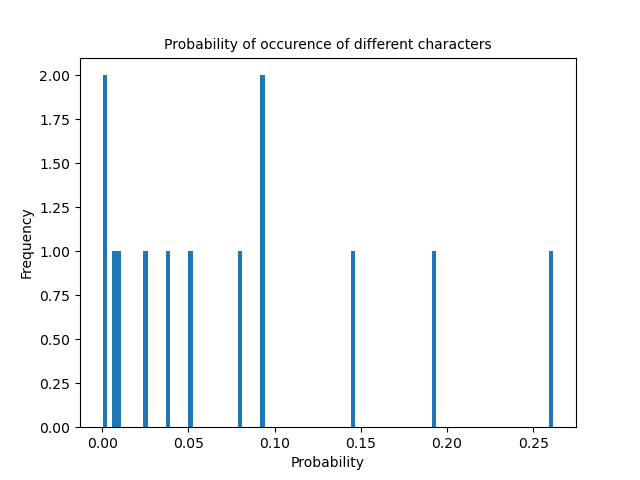 Probability of occurence of different characters
2.00
1.75
1.50
1.25
1.00
0.75
0.50
0.25
0.00
Frequency
0.00 0.05 0.10 0.15 0.20 0.25
Probability